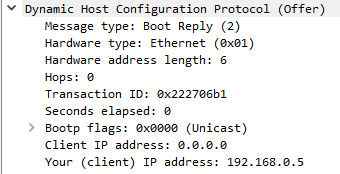 Dynamic Host Configuration Protocol (Offer)
Message type: Boot Reply (2)
Hardware type: Ethernet (0x01)
Hardware address length: 6
Hops: 0
Transaction ID: 0x222706b1
Seconds elapsed: 0
Bootp flags: 0x0000 (Unicast)
Client IP address: 0.0.0.0
Your (client) IP address: 192.168.0.5